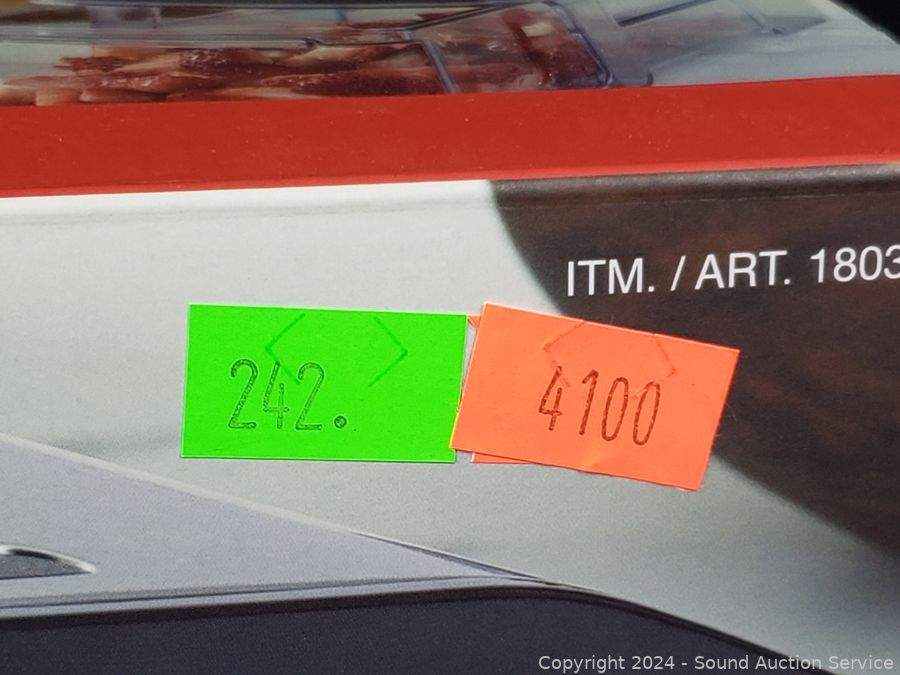 ITM. / ART. 1803
242.
4100
Copyright 2024 - Sound Auction Service